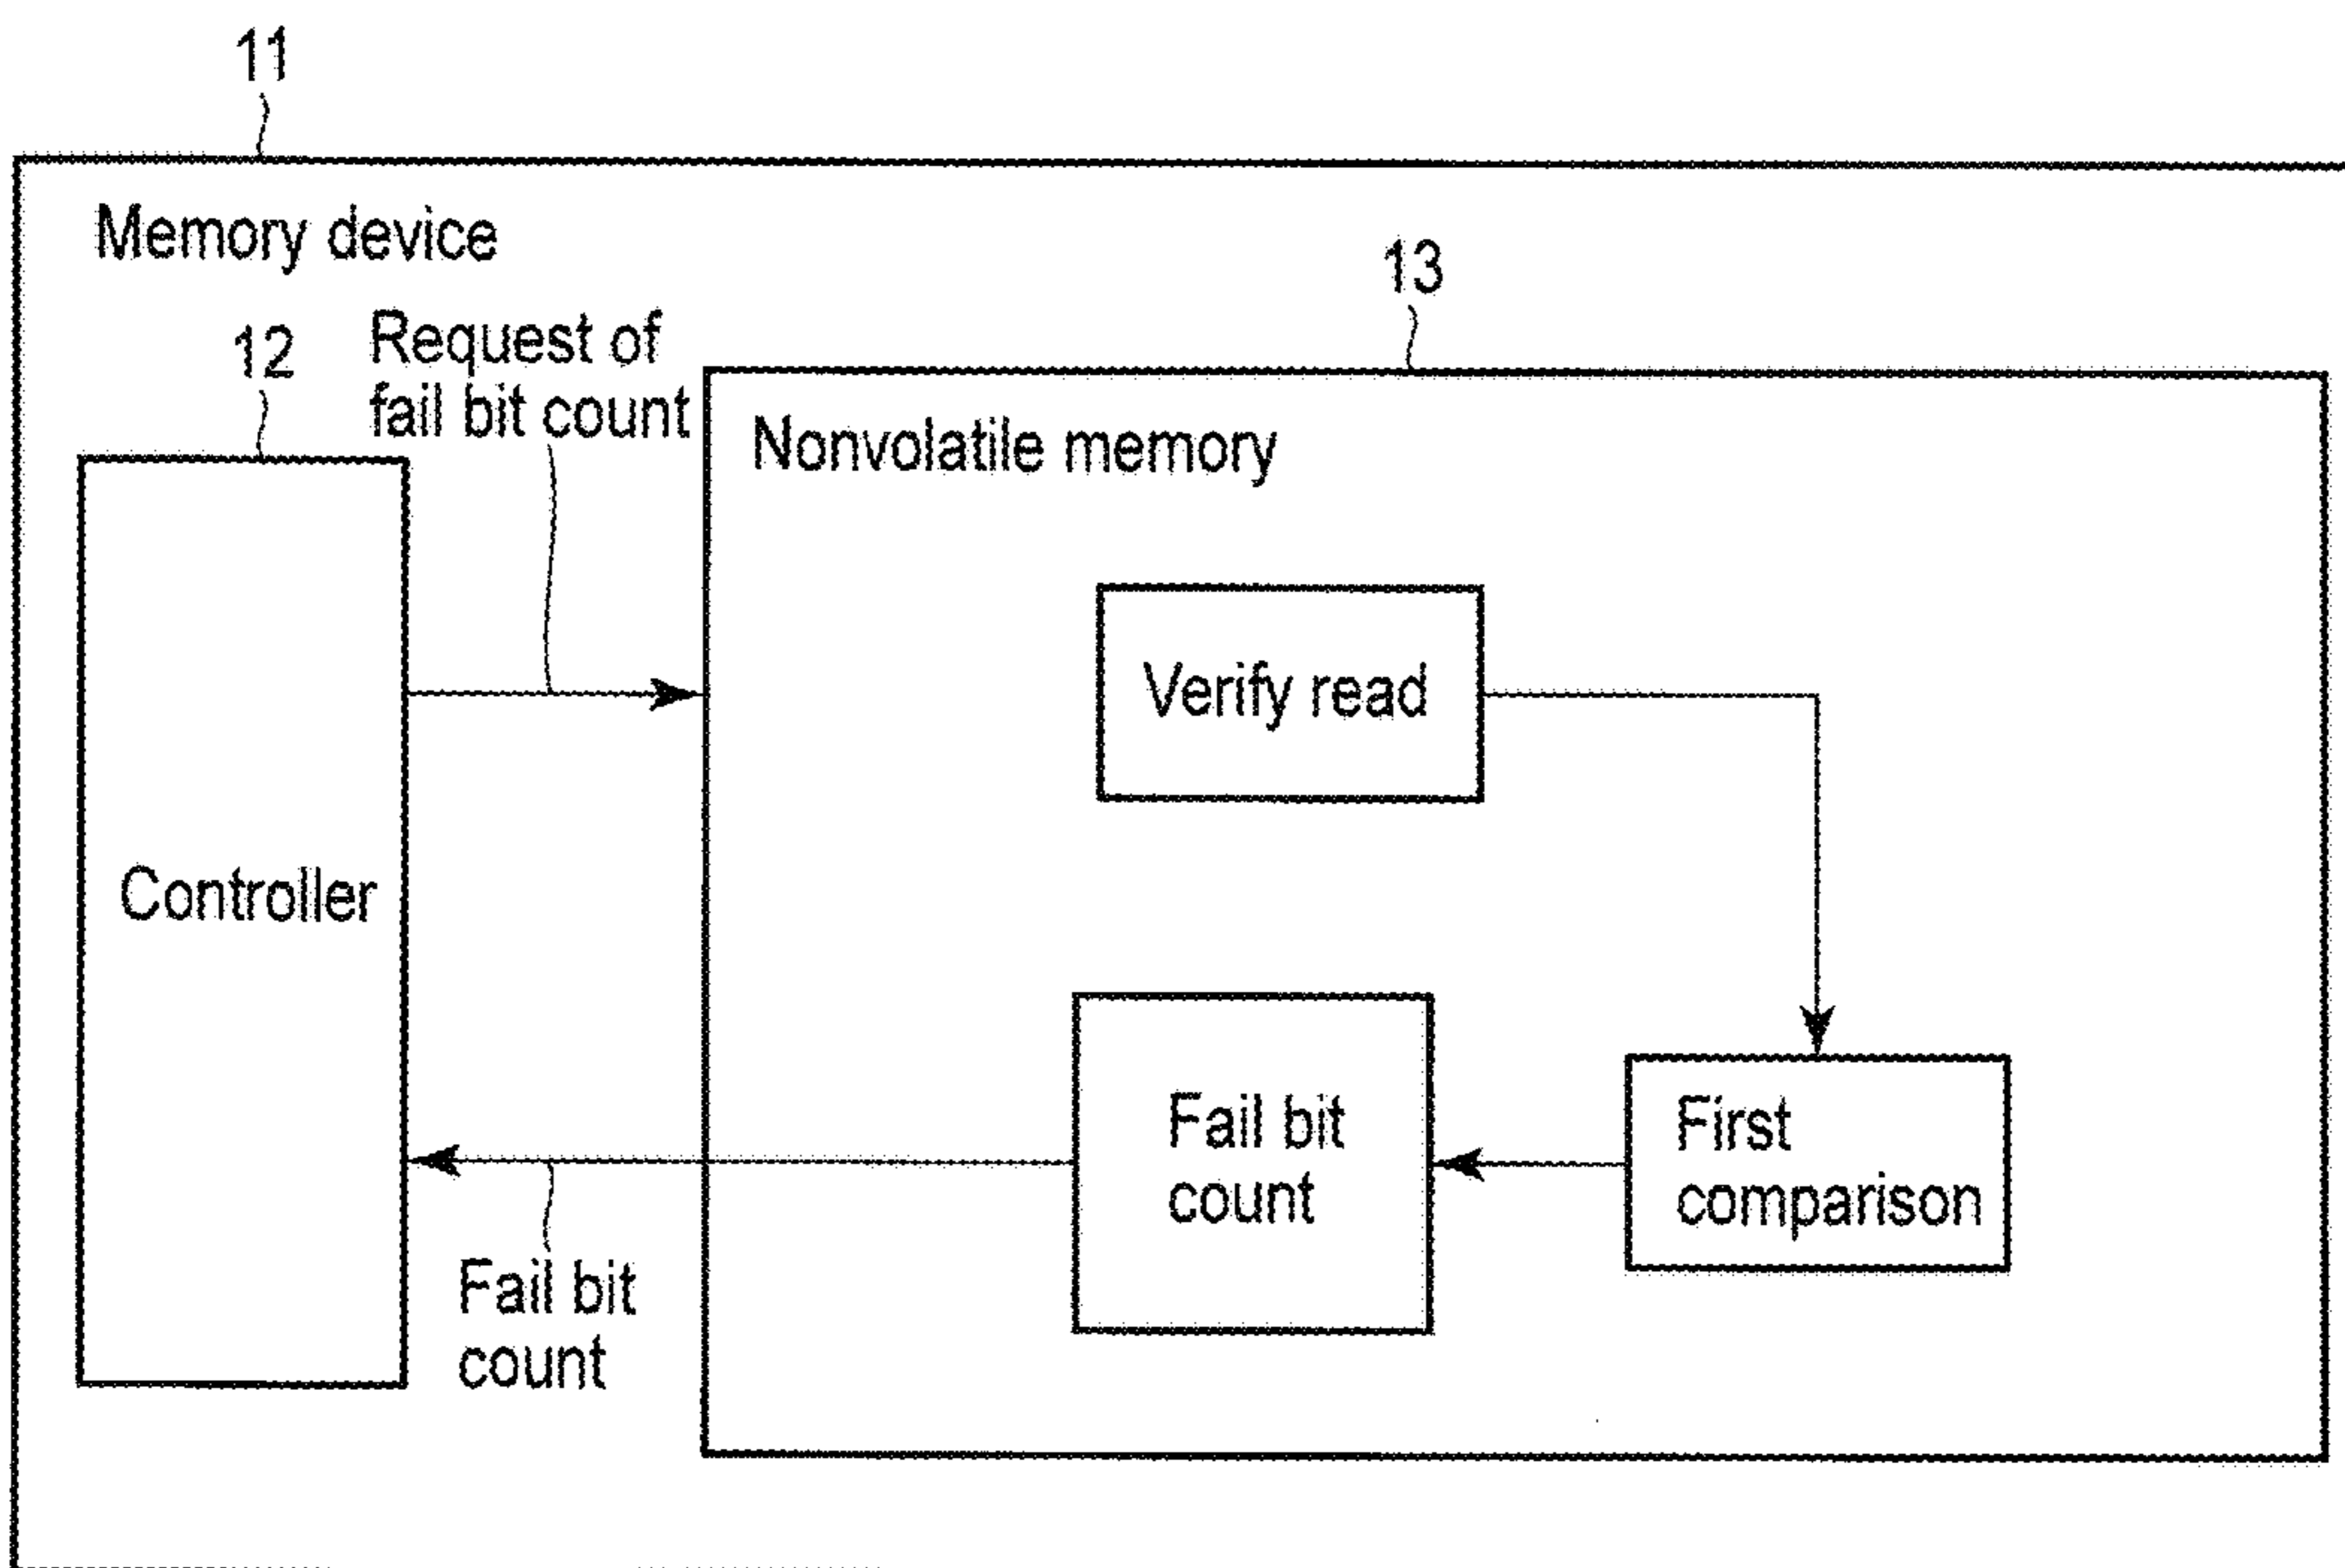 11
Memory device
13
12
Request of
fail bit count
Nonvolatile memory
Verify read
Controller
Fail bit
count
First
comparison
Fail bit
count